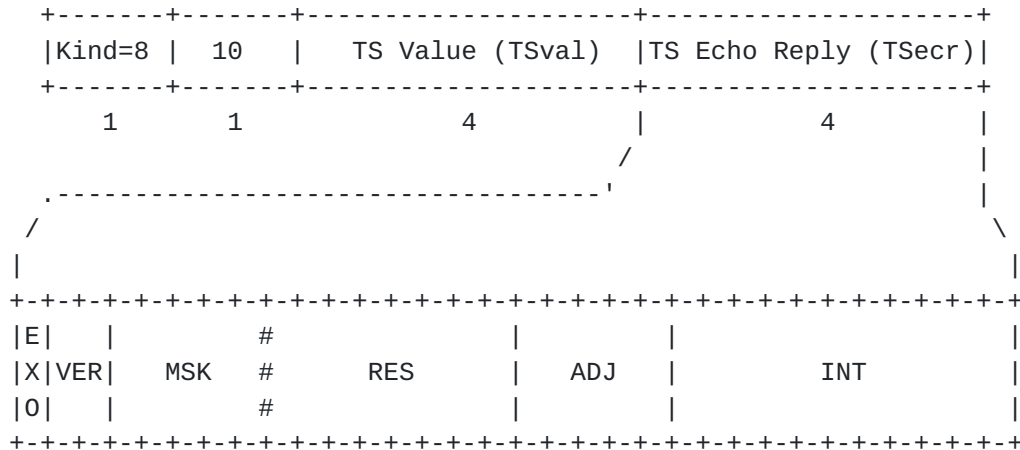 +-------+-------+---------------------+---------------------+
|Kind=8 | 10 | TS Value (TSval) |TS Echo Reply (TSecr)|
+-------+-------+---------------------+---------------------+
1 1 4 | 4 |
/ |
.-----------------------------------' |
/ \
| |
+-+-+-+-+-+-+-+-+-+-+-+-+-+-+-+-+-+-+-+-+-+-+-+-+-+-+-+-+-+-+-+-+
|E| | # | | |
|X|VER| MSK # RES | ADJ | INT |
|O| | # | | |
+-+-+-+-+-+-+-+-+-+-+-+-+-+-+-+-+-+-+-+-+-+-+-+-+-+-+-+-+-+-+-+-+